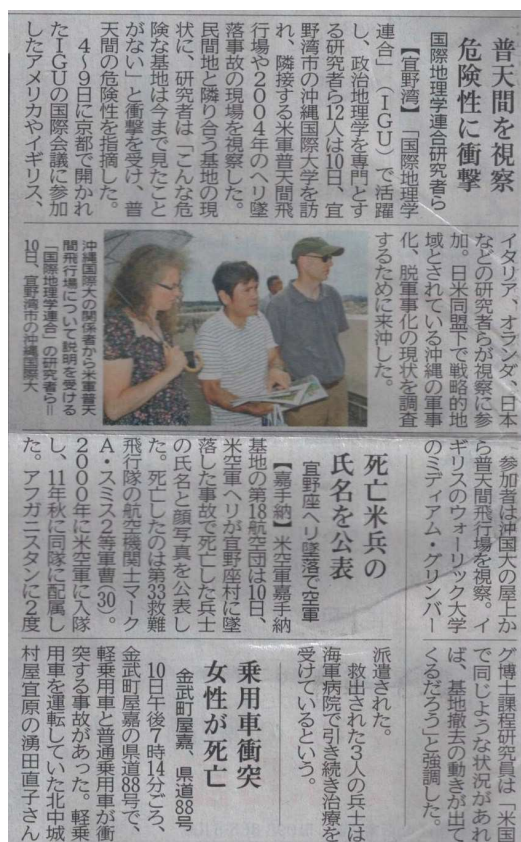 普天間を視察
危険性に衝撃
国際地理学連合研究者ら
【宜野湾】「国際地理学
連合」（IGU）で活躍
し、政治地理学を専門とす
る研究者ら12人は10日、宜
野湾市の沖縄国際大学を訪
れ、隣接する米軍普天間飛
行場や2004年のヘリ墜
落事故の現場を視察した。
民間地と隣り合う基地の現
状に、研究者は「こんな危
険な基地は今まで見たこと
がない」と衝撃を受け、普
天間の危険性を指摘した。
4～9日に京都で開かれ
たIGUの国際会議に参加
したアメリカやイギリス、
イタリア、オランダ、日本
などの研究者らが視察に参
加。日米同盟下で戦略的地
域とされている沖縄の軍事
化、脱軍事化の現状を調査
するために来沖した。
沖縄国際大の関係者から米軍普天
間飛行場について説明を受ける
「国際地理学連合」の研究者ら＝
10日、宜野湾市の沖縄国際大
参加者は沖国大の屋上か
ら普天間飛行場を視察。イ
ギリスのウォーリック大学
のミディアム・グリンバー
グ博士課程研究員は「米国
で同じような状況があれ
ば、基地撤去の動きが出て
くるだろう」と強調した。
死亡米兵の
氏名を公表
宜野座ヘリ墜落で空軍
【嘉手納】米空軍嘉手納
基地の第18航空団は10日、
米空軍ヘリが宜野座村に墜
落した事故で死亡した兵士
の氏名と顔写真を公表し
た。死亡したのは第33救難
飛行隊の航空機関士マーク
A・スミス2等軍曹（30）。
2000年に米空軍に入隊
し、11年秋に同隊に配属し
た。アフガニスタンに2度
派遣された。
救出された3人の兵士は
海軍病院で引き続き治療を
受けているという。
乗用車衝突
女性が死亡
金武町屋嘉、県道88号
10日午後7時14分ごろ、
金武町屋嘉の県道88号で、
軽乗用車と普通乗用車が衝
突する事故があった。軽乗
用車を運転していた北中城
村屋宜原の湧田直子さん